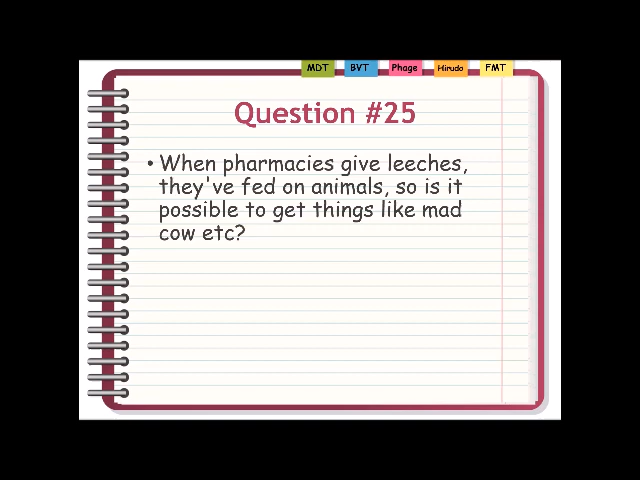 MDT BVT Phage Hirudo FMT
Question #25
• When pharmacies give leeches,
they've fed on animals, so is it
possible to get things like mad
cow etc?